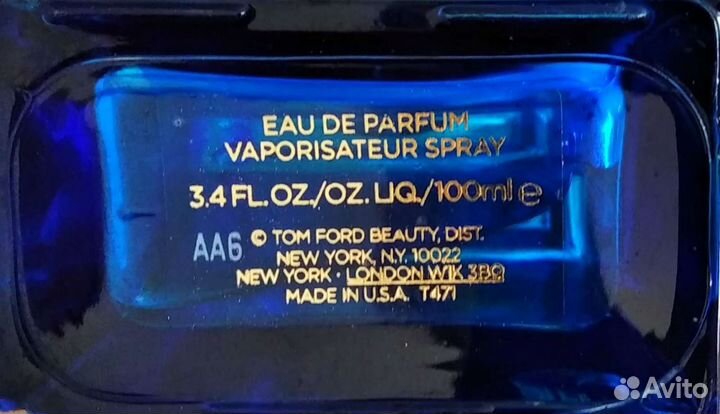 EAU DE PARFUM
VAPORISATEUR SPRAY
3.4 FL.OZ./OZ. LIQ./100ml e
AA6 © TOM FORD BEAUTY, DIST.
NEW YORK, N.Y. 10022
NEW YORK · LONDON W1K 3BQ
MADE IN U.S.A. T471
Avito